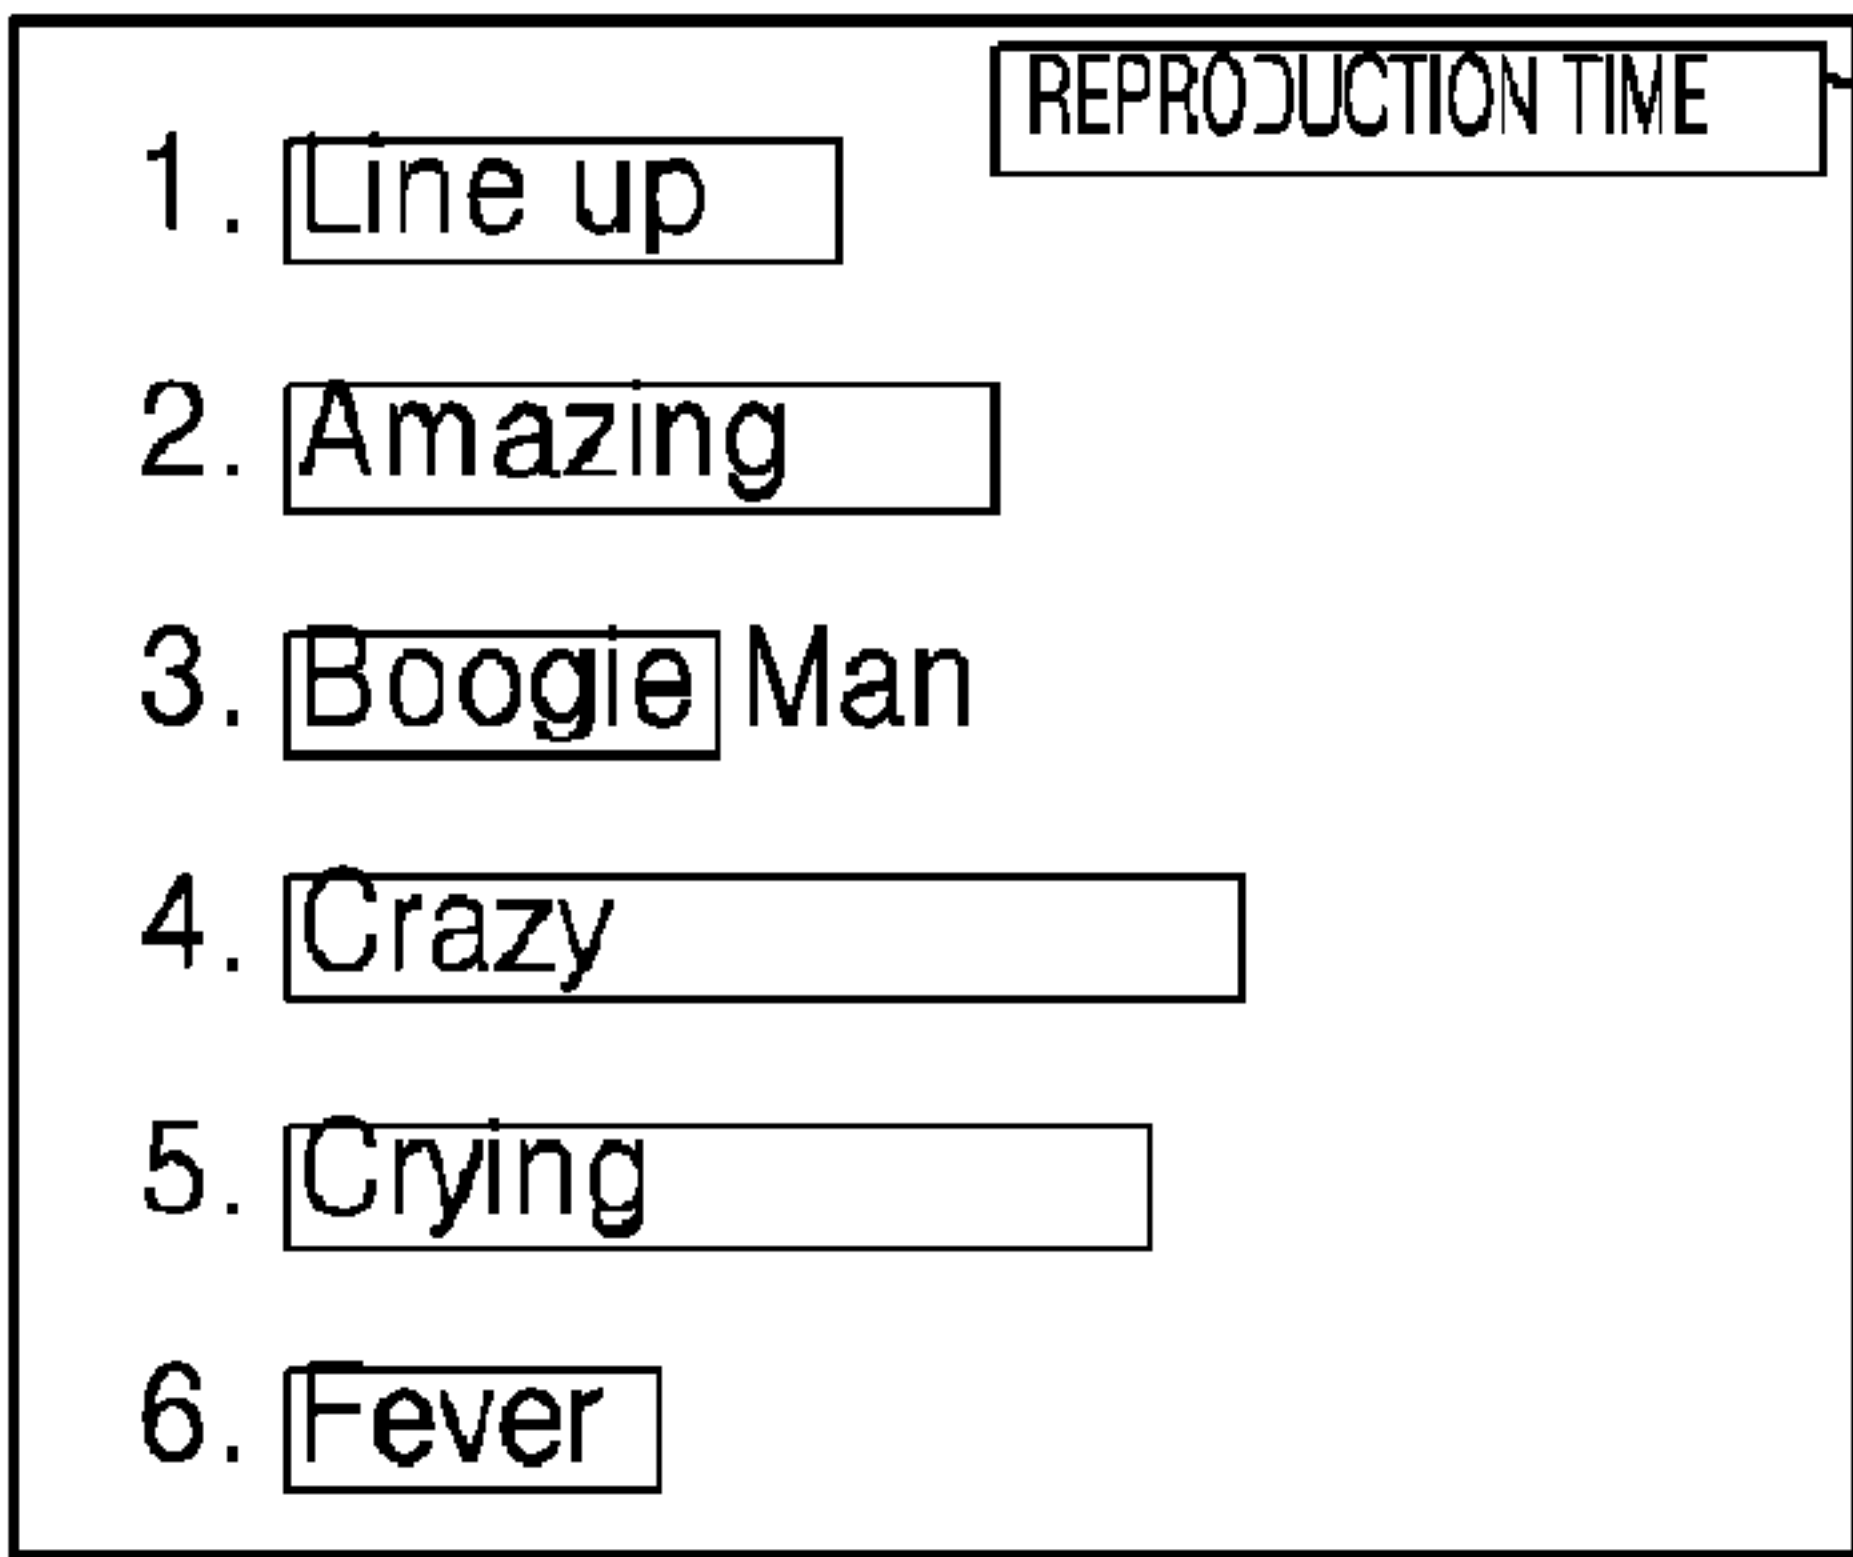 REPRODUCTION TIME
1. Line up
2. Amazing
3. Boogie Man
4. Crazy
5. Crying
6. Fever